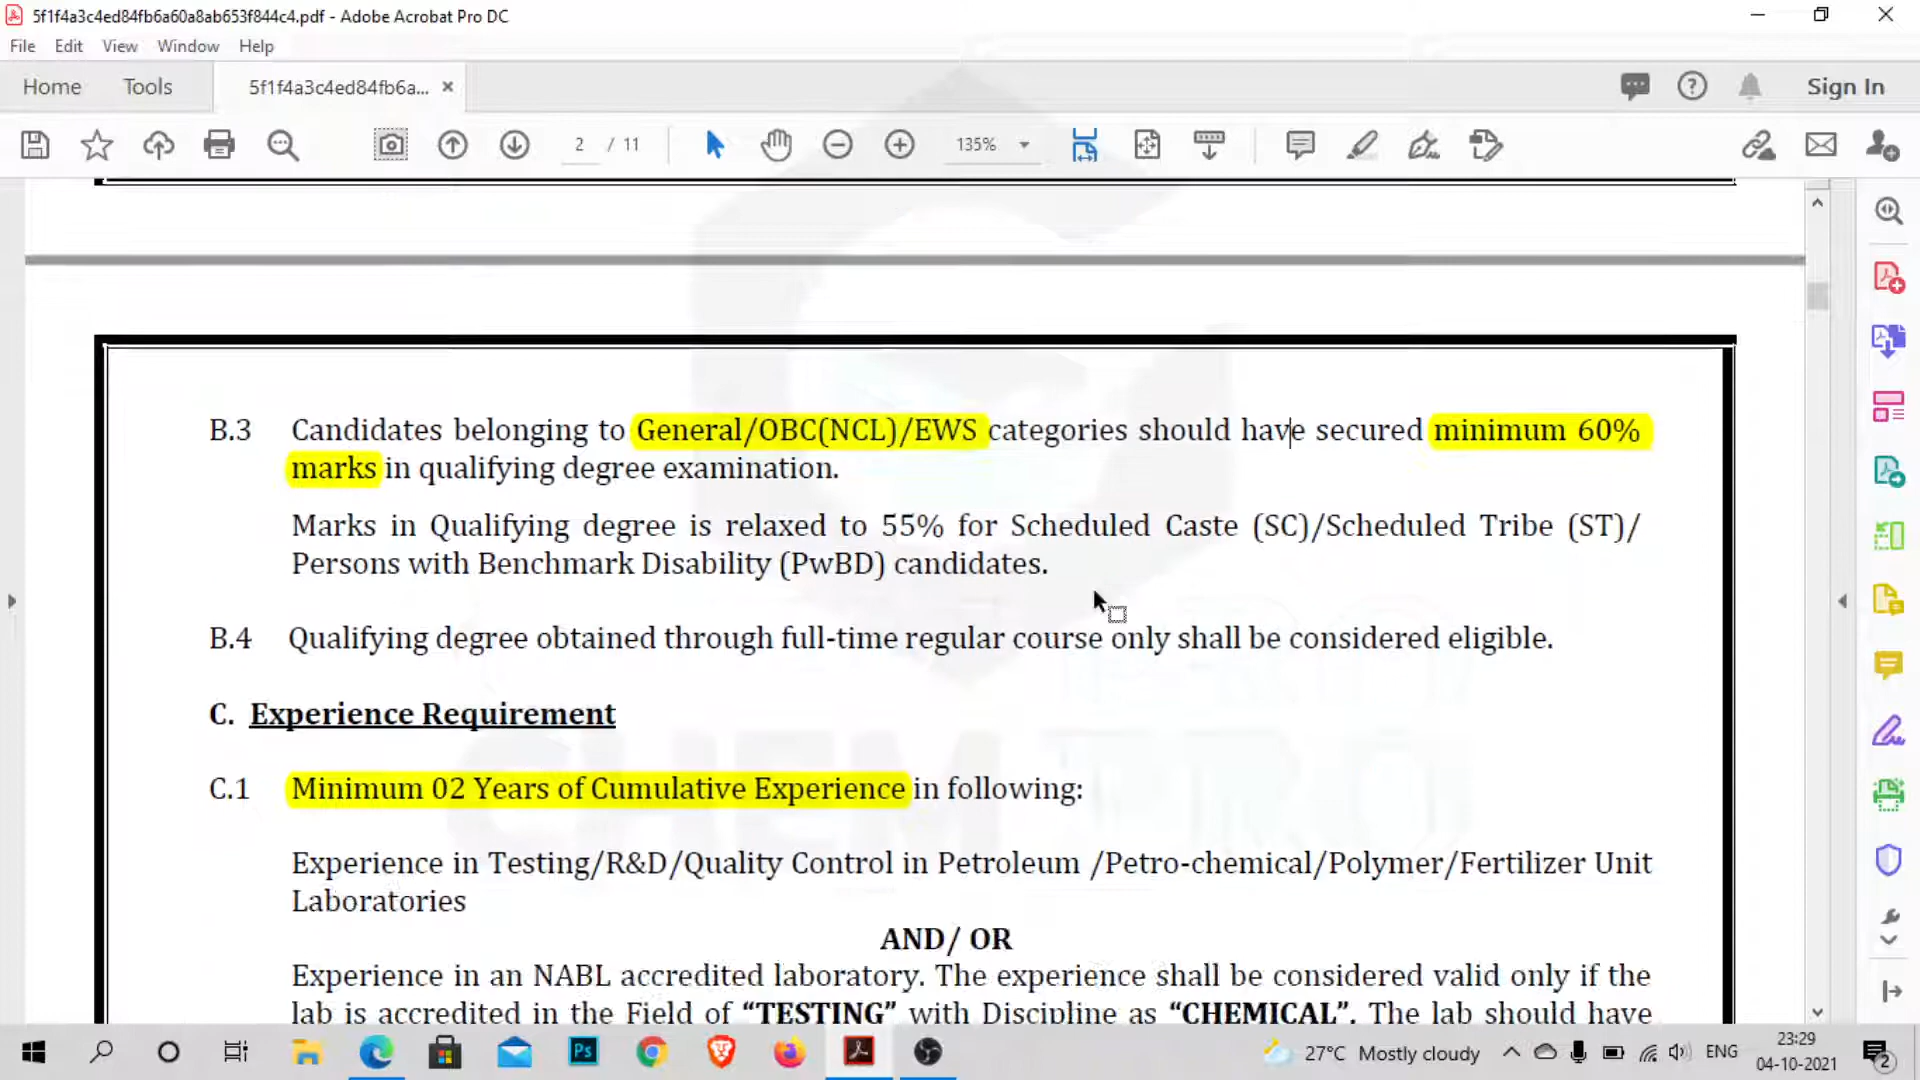 5f1f4a3c4ed84fb6a60a8ab653f844c4.pdf - Adobe Acrobat Pro DC
File Edit View Window Help
Home Tools 5f1f4a3c4ed84fb6a... × Sign In
2 / 11 135%
B.3 Candidates belonging to General/OBC(NCL)/EWS categories should have secured minimum 60%
marks in qualifying degree examination.
Marks in Qualifying degree is relaxed to 55% for Scheduled Caste (SC)/Scheduled Tribe (ST)/
Persons with Benchmark Disability (PwBD) candidates.
B.4 Qualifying degree obtained through full-time regular course only shall be considered eligible.
C. Experience Requirement
C.1 Minimum 02 Years of Cumulative Experience in following:
Experience in Testing/R&D/Quality Control in Petroleum /Petro-chemical/Polymer/Fertilizer Unit
Laboratories
AND/ OR
Experience in an NABL accredited laboratory. The experience shall be considered valid only if the
lab is accredited in the Field of “TESTING” with Discipline as “CHEMICAL”. The lab should have
CHEM PRO
Ps 27°C Mostly cloudy ENG 23:29
04-10-2021 2